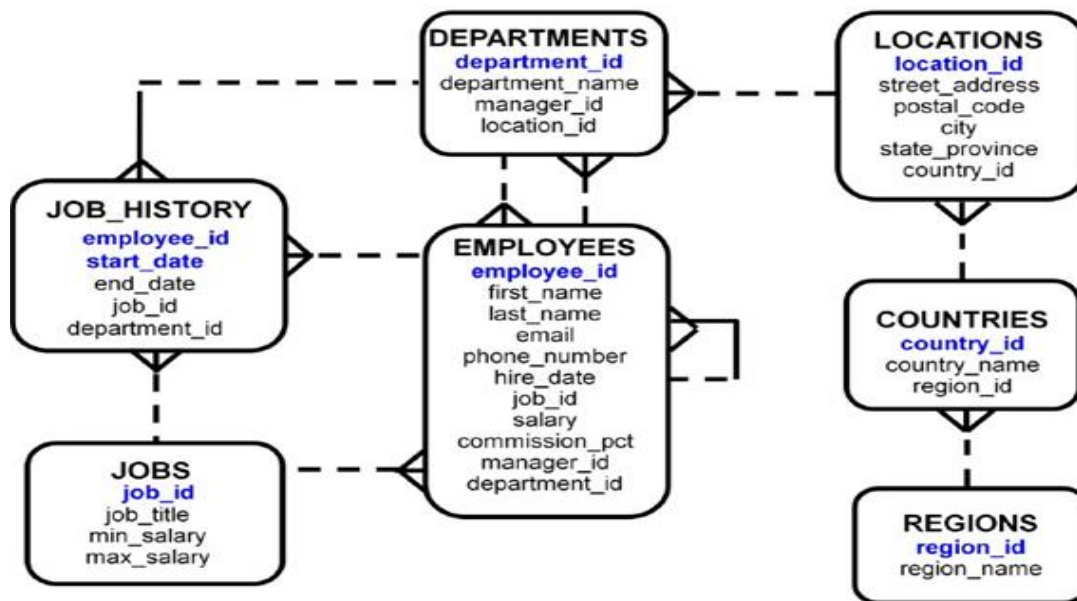 DEPARTMENTS
department_id
department_name
manager_id
location_id
LOCATIONS
location_id
street_address
postal_code
city
state_province
country_id
JOB_HISTORY
employee_id
start_date
end_date
job_id
department_id
EMPLOYEES
employee_id
first_name
last_name
email
phone_number
hire_date
job_id
salary
commission_pct
manager_id
department_id
COUNTRIES
country_id
country_name
region_id
JOBS
job_id
job_title
min_salary
max_salary
REGIONS
region_id
region_name